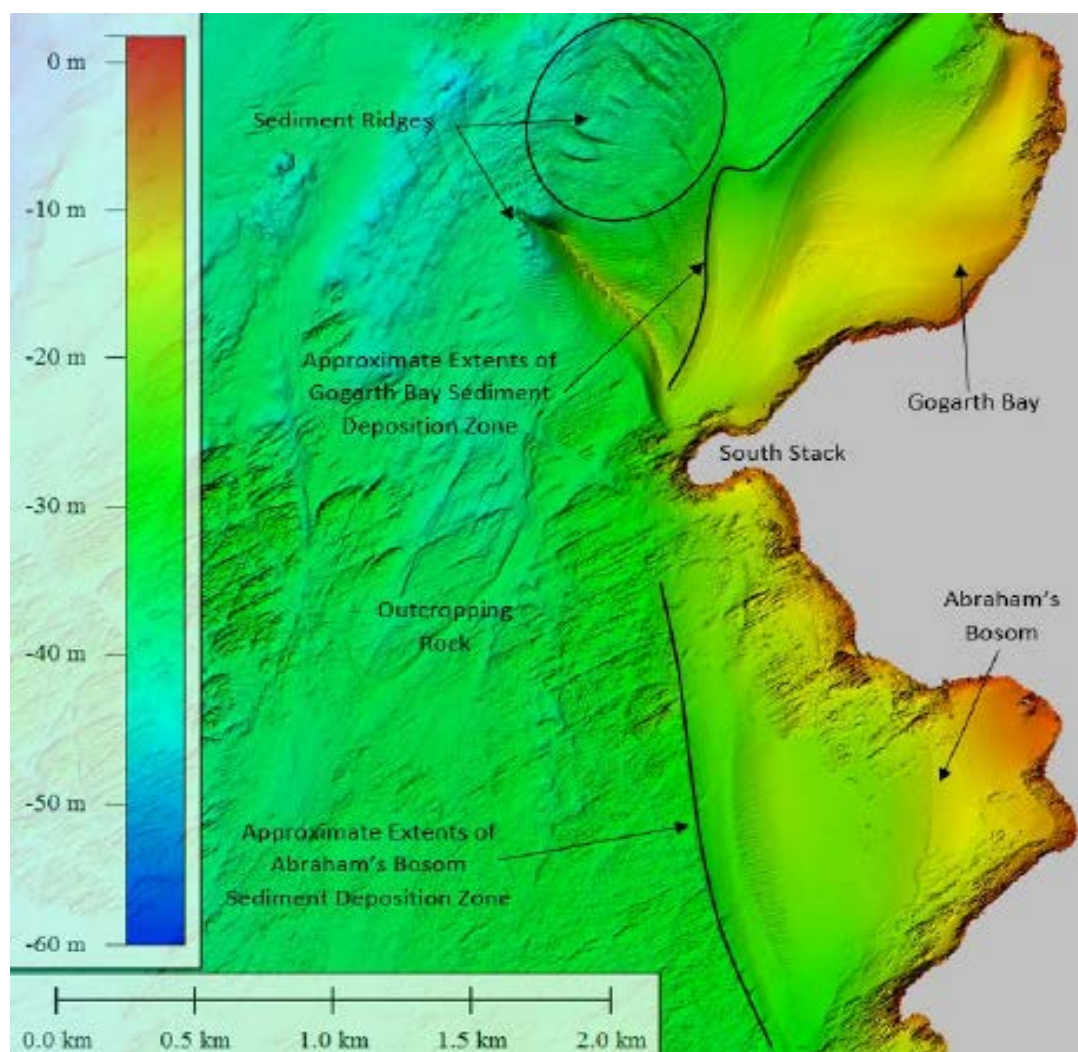 0 m
-10 m
-20 m
-30 m
-40 m
-50 m
-60 m
Sediment Ridges
Approximate Extents of
Gogarth Bay Sediment
Deposition Zone
Gogarth Bay
South Stack
Outcropping
Rock
Abraham's
Bosom
Approximate Extents of
Abraham's Bosom
Sediment Deposition Zone
0.0 km 0.5 km 1.0 km 1.5 km 2.0 km